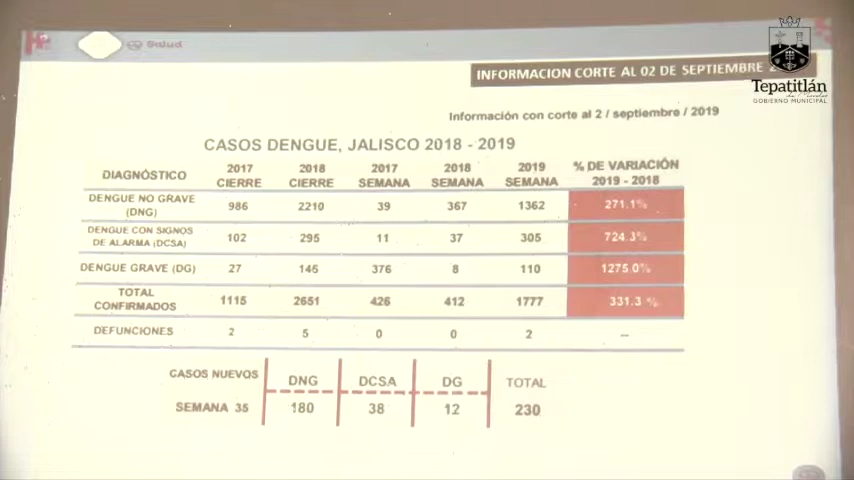 Salud
INFORMACION CORTE AL 02 DE SEPTIEMBRE
Tepatitlán
de Morelos
GOBIERNO MUNICIPAL
Información con corte al 2 / septiembre / 2019
CASOS DENGUE, JALISCO 2018 - 2019
DIAGNÓSTICO 2017 CIERRE 2018 CIERRE 2017 SEMANA 2018 SEMANA 2019 SEMANA % DE VARIACIÓN 2019 - 2018
DENGUE NO GRAVE (DNG) 986 2210 39 367 1362 271.1%
DENGUE CON SIGNOS DE ALARMA (DCSA) 102 295 11 37 305 724.3%
DENGUE GRAVE (DG) 27 146 376 8 110 1275.0%
TOTAL CONFIRMADOS 1115 2651 426 412 1777 331.3 %
DEFUNCIONES 2 5 0 0 2 --
CASOS NUEVOS DNG DCSA DG TOTAL
SEMANA 35 180 38 12 230